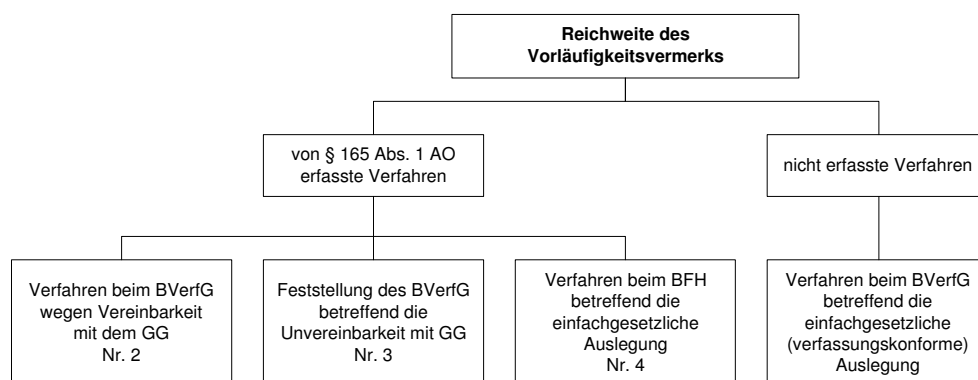 Reichweite des
Vorläufigkeitsvermerks
von § 165 Abs. 1 AO
erfasste Verfahren
nicht erfasste Verfahren
Verfahren beim BVerfG
wegen Vereinbarkeit
mit dem GG
Nr. 2
Feststellung des BVerfG
betreffend die
Unvereinbarkeit mit GG
Nr. 3
Verfahren beim BFH
betreffend die
einfachgesetzliche
Auslegung
Nr. 4
Verfahren beim BVerfG
betreffend die
einfachgesetzliche
(verfassungskonforme)
Auslegung